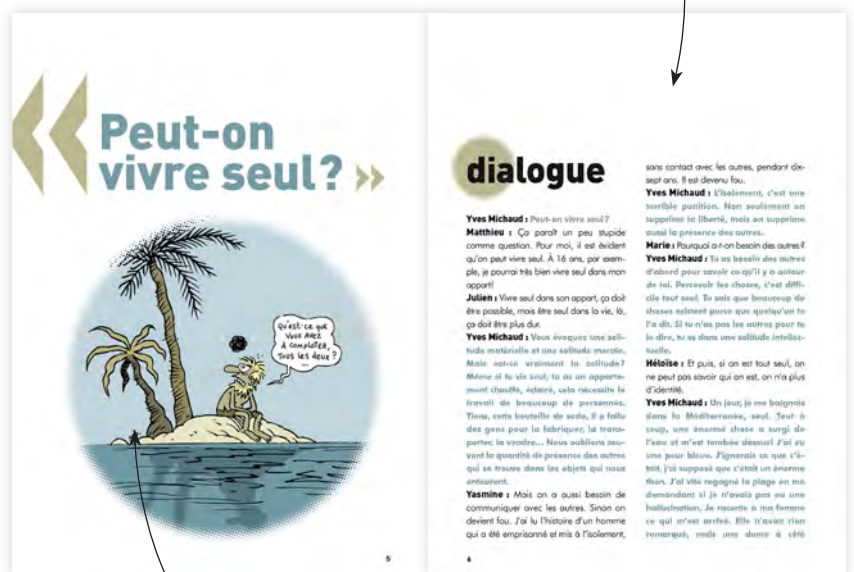 «
Peut-on
vivre seul ? »
Qu'est-ce que
vous avez
à comploter,
tous les deux ?
...
5
dialogue
Yves Michaud : Peut-on vivre seul ?
Matthieu : Ça paraît un peu stupide
comme question. Pour moi, il est évident
qu'on peut vivre seul. À 16 ans, par exem-
ple, je pourrai très bien vivre seul dans mon
appart!
Julien : Vivre seul dans son appart, ça doit
être possible, mais être seul dans la vie, là,
ça doit être plus dur.
Yves Michaud : Vous évoquez une soli-
tude matérielle et une solitude morale.
Mais est-ce vraiment la solitude ?
Même si tu vis seul, tu as un apparte-
ment chauffé, éclairé, cela nécessite le
travail de beaucoup de personnes.
Tiens, cette bouteille de soda, il a fallu
des gens pour la fabriquer, la trans-
porter, la vendre... Nous oublions sou-
vent la quantité de présence des autres
qui se trouve dans les objets qui nous
entourent.
Yasmine : Mais on a aussi besoin de
communiquer avec les autres. Sinon on
devient fou. J'ai lu l'histoire d'un homme
qui a été emprisonné et mis à l'isolement,
sans contact avec les autres, pendant dix-
sept ans. Il est devenu fou.
Yves Michaud : L'isolement, c'est une
terrible punition. Non seulement on
supprime la liberté, mais on supprime
aussi la présence des autres.
Marie : Pourquoi a-t-on besoin des autres ?
Yves Michaud : Tu as besoin des autres
d'abord pour savoir ce qu'il y a autour
de toi. Percevoir les choses, c'est diffi-
cile tout seul. Tu sais que beaucoup de
choses existent parce que quelqu'un te
l'a dit. Si tu n'as pas les autres pour te
le dire, tu es dans une solitude intellec-
tuelle.
Héloïse : Et puis, si on est tout seul, on
ne peut pas savoir qui on est, on n'a plus
d'identité.
Yves Michaud : Un jour, je me baignais
dans la Méditerranée, seul. Tout à
coup, une énorme chose a surgi de
l'eau et m'est tombée dessus! J'ai eu
une peur bleue. J'ignorais ce que c'é-
tait, j'ai supposé que c'était un énorme
thon. J'ai vite regagné la plage en me
demandant si je n'avais pas eu une
hallucination. Je raconte à ma femme
ce qui m'est arrivé. Elle n'avait rien
remarqué, mais une dame à côté
6